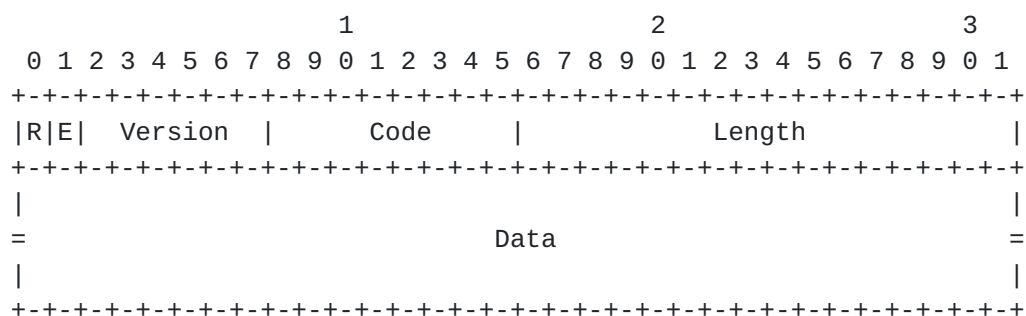 1                   2                   3
 0 1 2 3 4 5 6 7 8 9 0 1 2 3 4 5 6 7 8 9 0 1 2 3 4 5 6 7 8 9 0 1
+-+-+-+-+-+-+-+-+-+-+-+-+-+-+-+-+-+-+-+-+-+-+-+-+-+-+-+-+-+-+-+-+
|R|E|  Version  |      Code     |            Length             |
+-+-+-+-+-+-+-+-+-+-+-+-+-+-+-+-+-+-+-+-+-+-+-+-+-+-+-+-+-+-+-+-+
|                                                               |
=                              Data                             =
|                                                               |
+-+-+-+-+-+-+-+-+-+-+-+-+-+-+-+-+-+-+-+-+-+-+-+-+-+-+-+-+-+-+-+-+